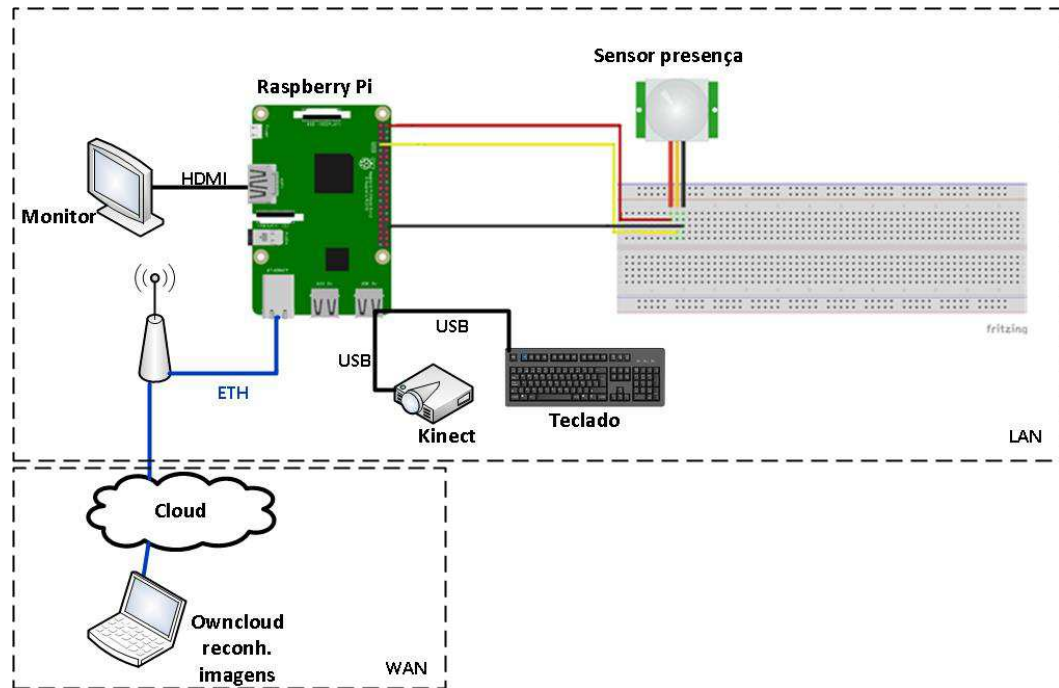 Sensor presença
Raspberry Pi
HDMI
Monitor
fritzing
USB
USB
ETH
Teclado
Kinect
LAN
Cloud
Owncloud
reconh.
imagens
WAN